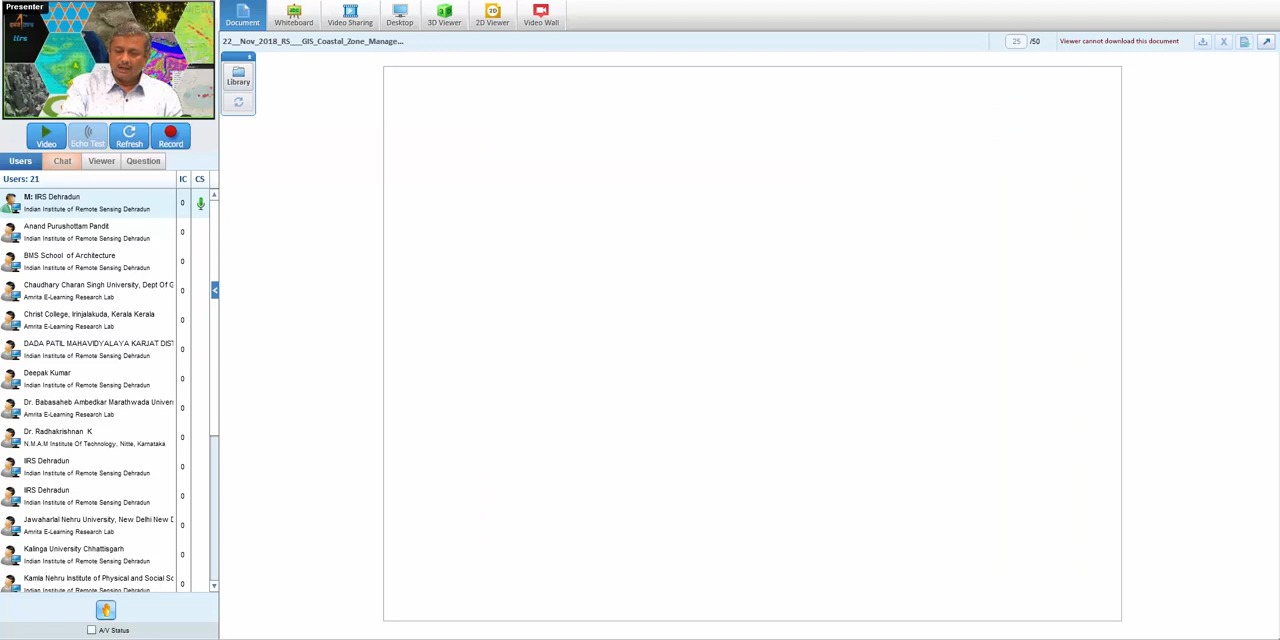 Presenter
iirs
Document
Whiteboard
Video Sharing
Desktop
3D Viewer
2D
2D Viewer
Video Wall
22__Nov_2018_RS___GIS_Coastal_Zone_Manage...
25 /50
Viewer cannot download this document
Library
Video
Echo Test
Refresh
Record
Users
Chat
Viewer
Question
Users: 21
IC
CS
M: IIRS Dehradun
Indian Institute of Remote Sensing Dehradun
0
Anand Purushottam Pandit
Indian Institute of Remote Sensing Dehradun
0
BMS School of Architecture
Indian Institute of Remote Sensing Dehradun
0
Chaudhary Charan Singh University, Dept Of G
Amrita E-Learning Research Lab
0
Christ College, Irinjalakuda, Kerala Kerala
Amrita E-Learning Research Lab
0
DADA PATIL MAHAVIDYALAYA KARJAT DIST
Indian Institute of Remote Sensing Dehradun
0
Deepak Kumar
Indian Institute of Remote Sensing Dehradun
0
Dr. Babasaheb Ambedkar Marathwada Univers
Amrita E-Learning Research Lab
0
Dr. Radhakrishnan K
N.M.A.M Institute Of Technology, Nitte, Karnataka
0
IIRS Dehradun
Indian Institute of Remote Sensing Dehradun
0
IIRS Dehradun
Indian Institute of Remote Sensing Dehradun
0
Jawaharlal Nehru University, New Delhi New D
Amrita E-Learning Research Lab
0
Kalinga University Chhattisgarh
Indian Institute of Remote Sensing Dehradun
0
Kamla Nehru Institute of Physical and Social Sc
Indian Institute of Remote Sensing Dehradun
0
A/V Status